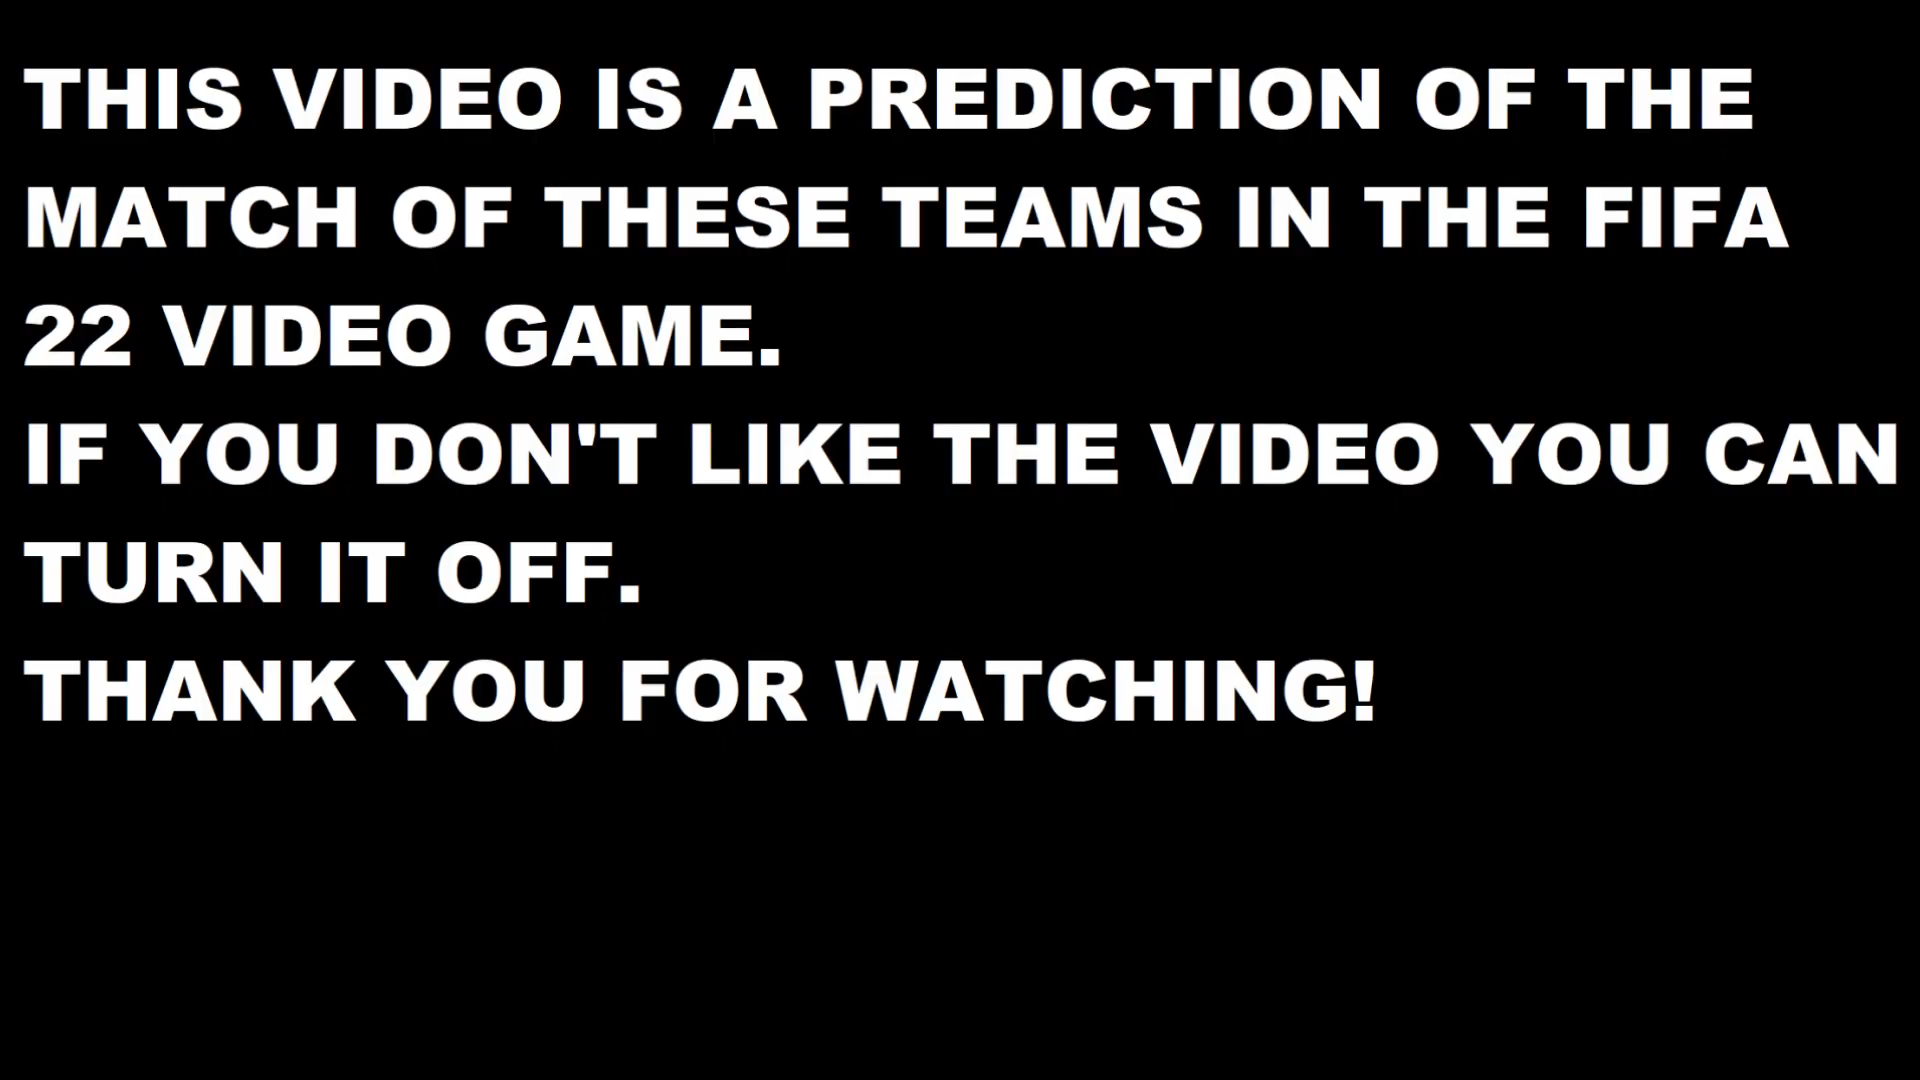 THIS VIDEO IS A PREDICTION OF THE
MATCH OF THESE TEAMS IN THE FIFA
22 VIDEO GAME.
IF YOU DON'T LIKE THE VIDEO YOU CAN
TURN IT OFF.
THANK YOU FOR WATCHING!